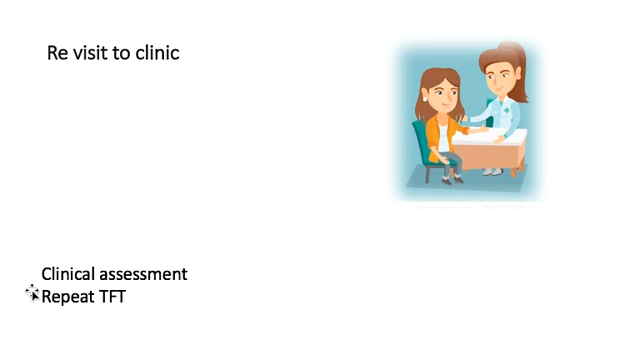 Re visit to clinic
Clinical assessment
Repeat TFT